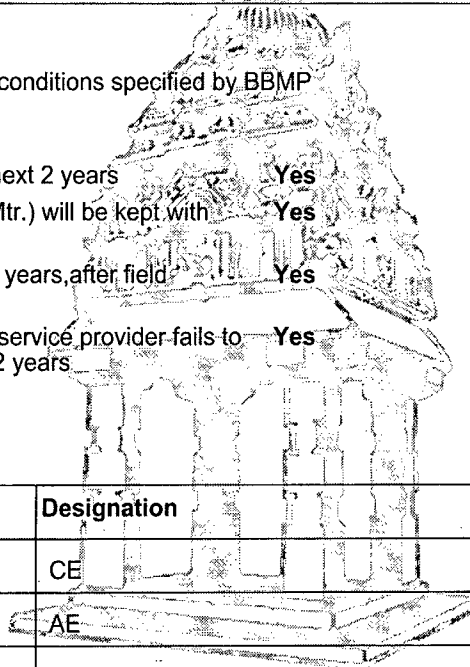 conditions specified by BBMP
next 2 years Yes
Mtr.) will be kept with Yes
years,after field Yes
service provider fails to Yes
2 years
Designation
CE
AE